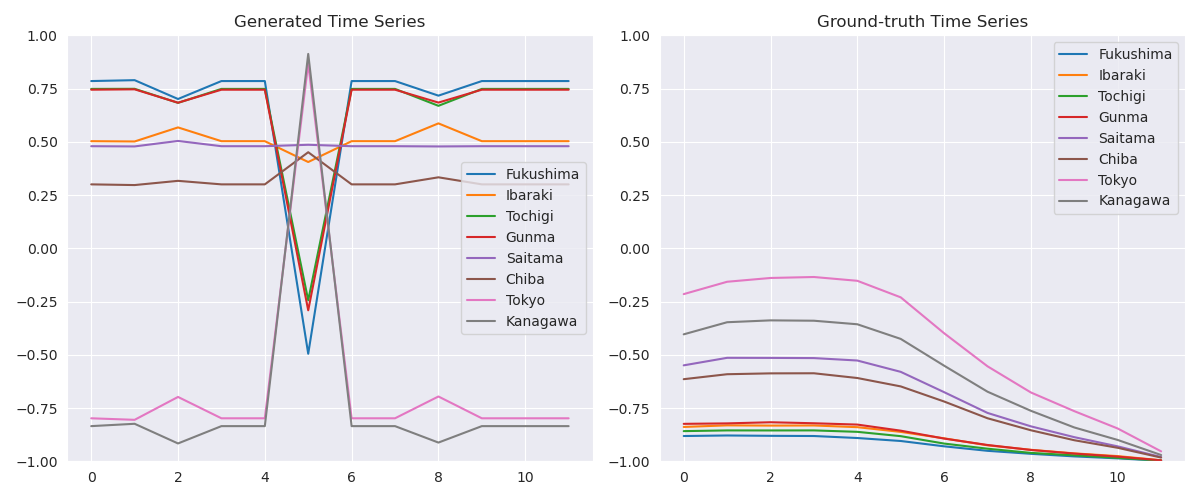 Generated Time Series
1.00
0.75
0.50
0.25
0.00
−0.25
−0.50
−0.75
−1.00
0 2 4 6 8 10
Fukushima
Ibaraki
Tochigi
Gunma
Saitama
Chiba
Tokyo
Kanagawa
Ground-truth Time Series
1.00
0.75
0.50
0.25
0.00
−0.25
−0.50
−0.75
−1.00
0 2 4 6 8 10
Fukushima
Ibaraki
Tochigi
Gunma
Saitama
Chiba
Tokyo
Kanagawa